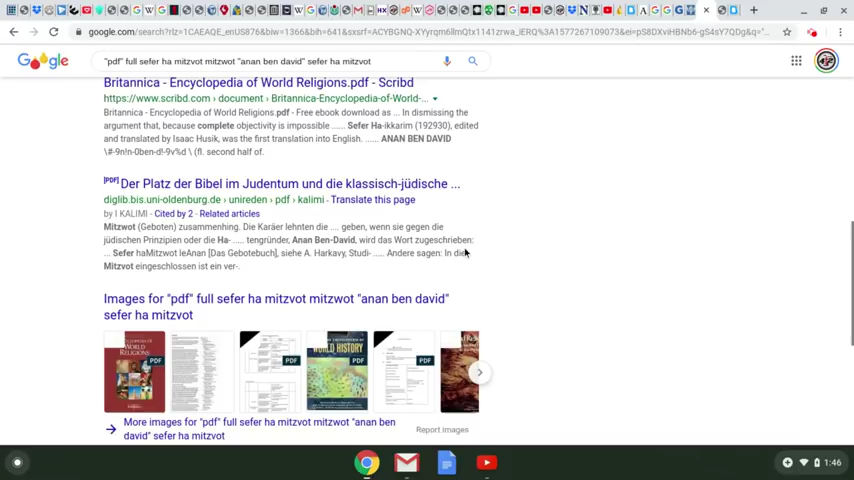 google.com/search?rlz=1CAEAQE_enUS876&biw=1366&bih=641&sxsrf=ACYBGNQ-XYyrqm6llmQtx1141zrwa_iERQ%3A1577267109073&ei=pS8DXviHBNb6-gS4sY7QDg&q=%...
Google
"pdf" full sefer ha mitzvot mitzwot "anan ben david" sefer ha mitzvot
Britannica - Encyclopedia of World Religions.pdf - Scribd
https://www.scribd.com › document › Britannica-Encyclopedia-of-World-...
Britannica - Encyclopedia of World Religions.pdf - Free ebook download as ... In dismissing the
argument that, because complete objectivity is impossible ...... Sefer Ha-ikkarim (192930), edited
and translated by Isaac Husik, was the first translation into English. ...... ANAN BEN DAVID
\#-9n!n-0ben-d!-9v%d \ (fl. second half of.
[PDF] Der Platz der Bibel im Judentum und die klassisch-jüdische ...
diglib.bis.uni-oldenburg.de › unireden › pdf › kalimi - Translate this page
by I KALIMI - Cited by 2 - Related articles
Mitzwot (Geboten) zusammenhing. Die Karäer lehnten die .... geben, wenn sie gegen die
jüdischen Prinzipien oder die Ha- ..... tengründer, Anan Ben-David, wird das Wort zugeschrieben:
... Sefer haMitzwot leAnan [Das Gebotebuch], siehe A. Harkavy, Studi- ..... Andere sagen: In die
Mitzvot eingeschlossen ist ein ver-.
Images for "pdf" full sefer ha mitzvot mitzwot "anan ben david"
sefer ha mitzvot
WORLD
RELIGIONS
PDF
PDF
WORLD HISTORY
PDF
PDF
More images for "pdf" full sefer ha mitzvot mitzwot "anan ben
david" sefer ha mitzvot
Report images
1:46